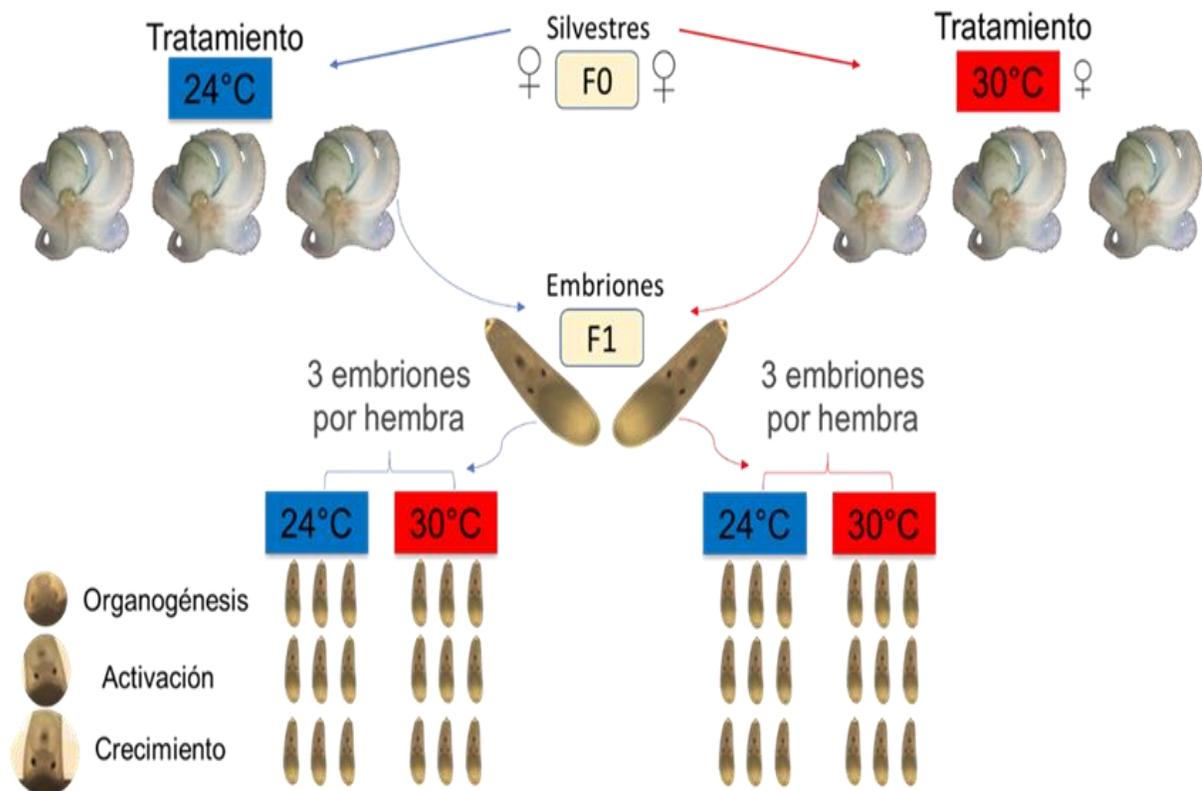 Silvestres
F0
Tratamiento
24°C
Tratamiento
30°C
Embriones
F1
3 embriones
por hembra
3 embriones
por hembra
24°C
30°C
24°C
30°C
Organogénesis
Activación
Crecimiento